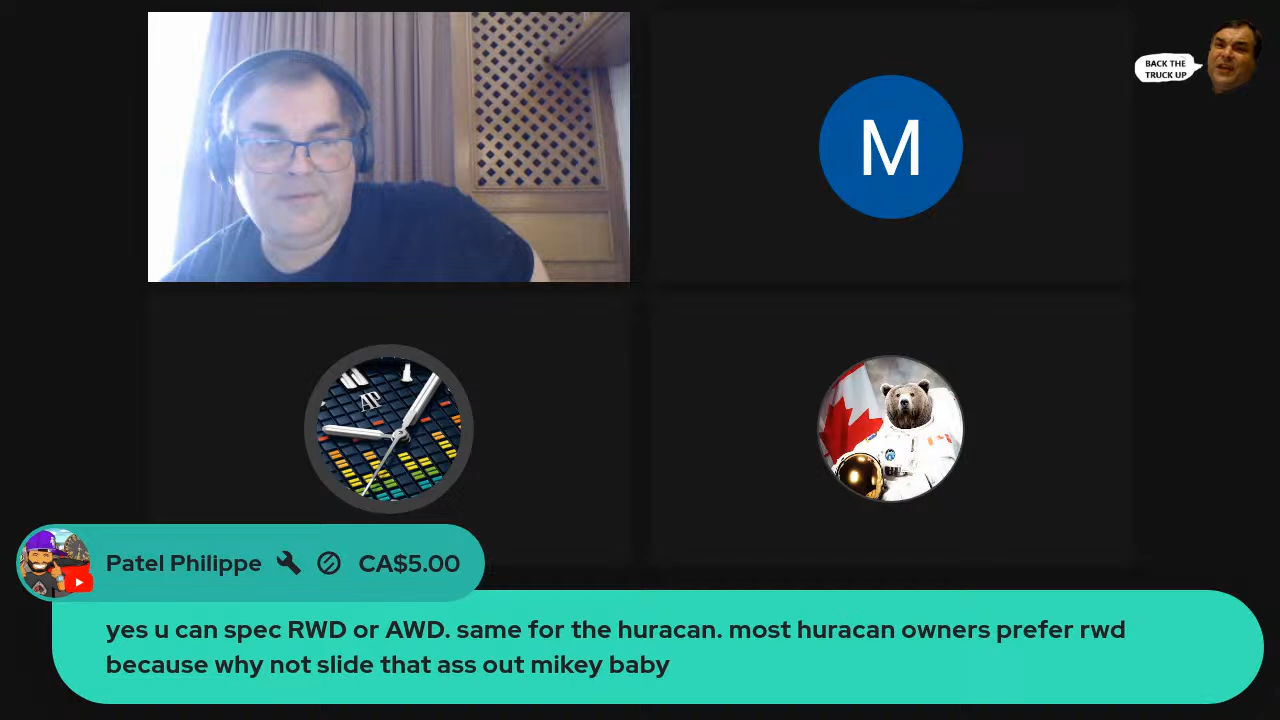 BACK THE
TRUCK UP
M
AP
Patel Philippe CA$5.00
yes u can spec RWD or AWD. same for the huracan. most huracan owners prefer rwd
because why not slide that ass out mikey baby